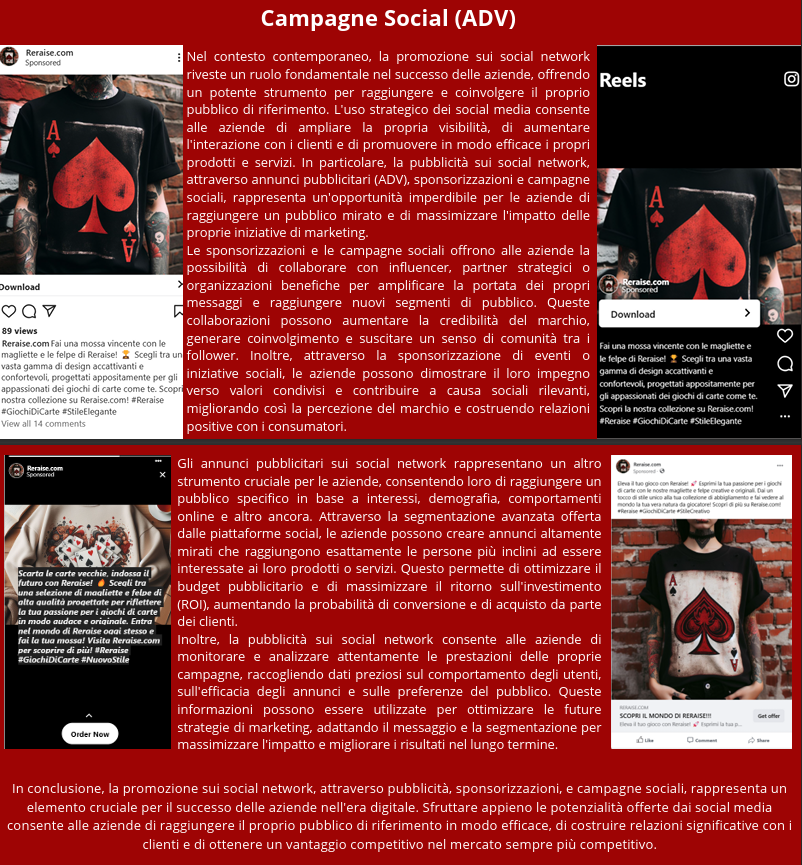 Campagne Social (ADV)
Reraise.com
Sponsored
A
A
Download
89 views
Reraise.com Fai una mossa vincente con le
magliette e le felpe di Reraise! 🏆 Scegli tra un
vasta gamma di design accattivanti e
confortevoli, progettati appositamente per gli
appassionati dei giochi di carte come te. Scopri
nostra collezione su Reraise.com! #Reraise
#GiochiDiCarte #StileElegante
View all 14 comments
Nel contesto contemporaneo, la promozione sui social network
riveste un ruolo fondamentale nel successo delle aziende, offrendo
un potente strumento per raggiungere e coinvolgere il proprio
pubblico di riferimento. L'uso strategico dei social media consente
alle aziende di ampliare la propria visibilità, di aumentare
l'interazione con i clienti e di promuovere in modo efficace i propri
prodotti e servizi. In particolare, la pubblicità sui social network,
attraverso annunci pubblicitari (ADV), sponsorizzazioni e campagne
sociali, rappresenta un'opportunità imperdibile per le aziende di
raggiungere un pubblico mirato e di massimizzare l'impatto delle
proprie iniziative di marketing.
Le sponsorizzazioni e le campagne sociali offrono alle aziende la
possibilità di collaborare con influencer, partner strategici o
organizzazioni benefiche per amplificare la portata dei propri
messaggi e raggiungere nuovi segmenti di pubblico. Queste
collaborazioni possono aumentare la credibilità del marchio,
generare coinvolgimento e suscitare un senso di comunità tra i
follower. Inoltre, attraverso la sponsorizzazione di eventi o
iniziative sociali, le aziende possono dimostrare il loro impegno
verso valori condivisi e contribuire a causa sociali rilevanti,
migliorando così la percezione del marchio e costruendo relazioni
positive con i consumatori.
Reels
A
Reraise.com
Sponsored
Download
Fai una mossa vincente con le magliette e
le felpe di Reraise! 🏆 Scegli tra una vasta
gamma di design accattivanti e
confortevoli, progettati appositamente per
gli appassionati dei giochi di carte come te.
Scopri la nostra collezione su Reraise.com!
#Reraise #GiochiDiCarte #StileElegante
Reraise.com
Sponsored
Scarta le carte vecchie, indossa il
futuro con Reraise! 🔥 Scegli tra
una selezione di magliette e felpe di
alta qualità progettate per riflettere
la tua passione per i giochi di carte
in modo audace e originale. Entra
nel mondo di Reraise oggi stesso e
fai la tua mossa! Visita Reraise.com
per scoprire di più! #Reraise
#GiochiDiCarte #NuovoStile
Order Now
Gli annunci pubblicitari sui social network rappresentano un altro
strumento cruciale per le aziende, consentendo loro di raggiungere un
pubblico specifico in base a interessi, demografia, comportamenti
online e altro ancora. Attraverso la segmentazione avanzata offerta
dalle piattaforme social, le aziende possono creare annunci altamente
mirati che raggiungono esattamente le persone più inclini ad essere
interessate ai loro prodotti o servizi. Questo permette di ottimizzare il
budget pubblicitario e di massimizzare il ritorno sull'investimento
(ROI), aumentando la probabilità di conversione e di acquisto da parte
dei clienti.
Inoltre, la pubblicità sui social network consente alle aziende di
monitorare e analizzare attentamente le prestazioni delle proprie
campagne, raccogliendo dati preziosi sul comportamento degli utenti,
sull'efficacia degli annunci e sulle preferenze del pubblico. Queste
informazioni possono essere utilizzate per ottimizzare le future
strategie di marketing, adattando il messaggio e la segmentazione per
massimizzare l'impatto e migliorare i risultati nel lungo termine.
Reraise.com
Sponsored
Eleva il tuo gioco con Reraise! 💎 Esprimi la tua passione per i giochi
di carte con le nostre magliette e felpe creative e originali. Dai un
tocco di stile unico alla tua collezione di abbigliamento e fai vedere al
mondo la tua vera natura da giocatore! Scopri di più su Reraise.com!
#Reraise #GiochiDiCarte #StileCreativo
A
RERAISE.COM
SCOPRI IL MONDO DI RERAISE!!!
Eleva il tuo gioco con Reraise! 💎 Esprimi la tua p...
Get offer
Like
Comment
Share
In conclusione, la promozione sui social network, attraverso pubblicità, sponsorizzazioni, e campagne sociali, rappresenta un
elemento cruciale per il successo delle aziende nell'era digitale. Sfruttare appieno le potenzialità offerte dai social media
consente alle aziende di raggiungere il proprio pubblico di riferimento in modo efficace, di costruire relazioni significative con i
clienti e di ottenere un vantaggio competitivo nel mercato sempre più competitivo.